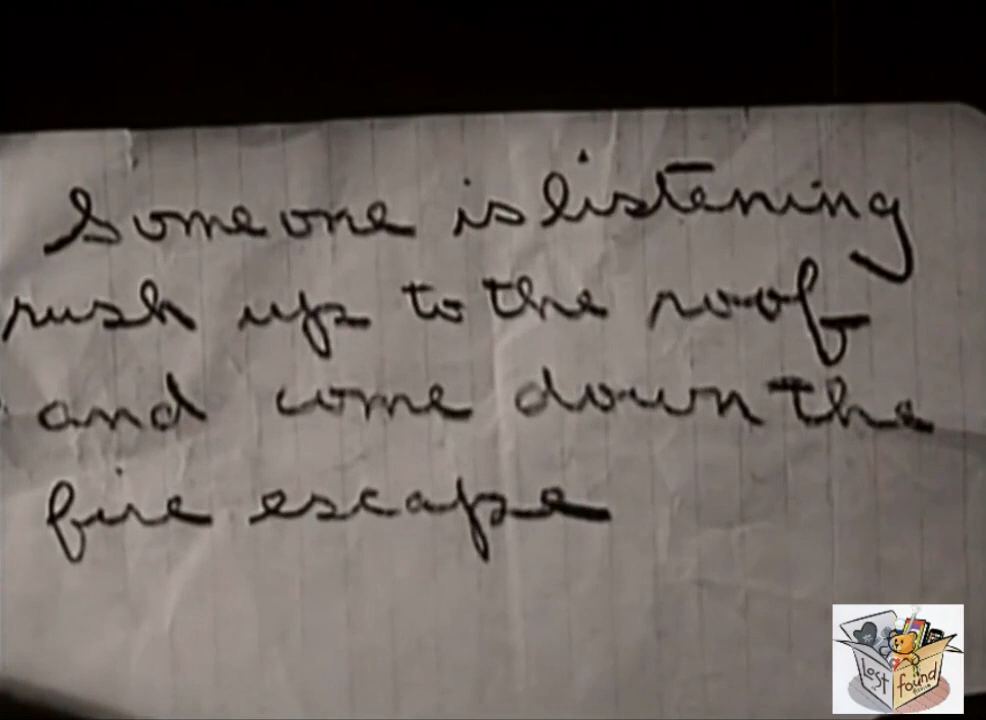 Someone is listening
rush up to the roof
and come down the
fire escape
Lost
found